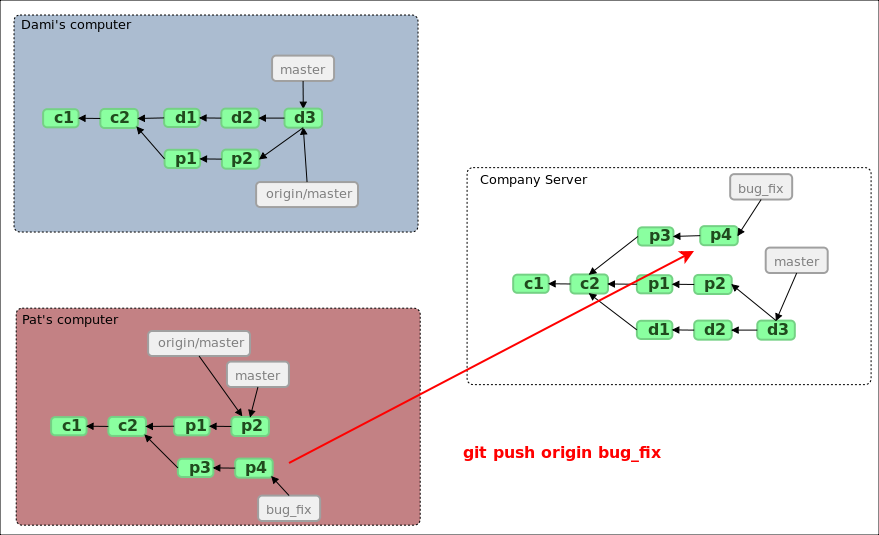 Dami's computer
master
c1 c2 d1 d2 d3
p1 p2
origin/master
Company Server
bug_fix
p3 p4
master
c1 c2 p1 p2
d1 d2 d3
Pat's computer
origin/master
master
c1 c2 p1 p2
p3 p4
bug_fix
git push origin bug_fix